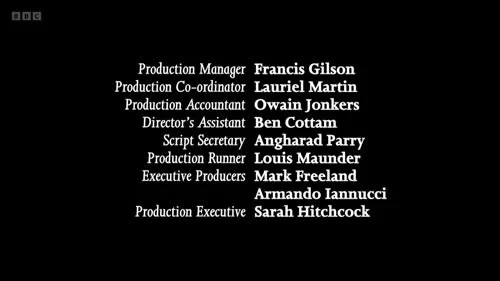 BBC
Production Manager Francis Gilson
Production Co-ordinator Lauriel Martin
Production Accountant Owain Jonkers
Director's Assistant Ben Cottam
Script Secretary Angharad Parry
Production Runner Louis Maunder
Executive Producers Mark Freeland
Armando Iannucci
Production Executive Sarah Hitchcock